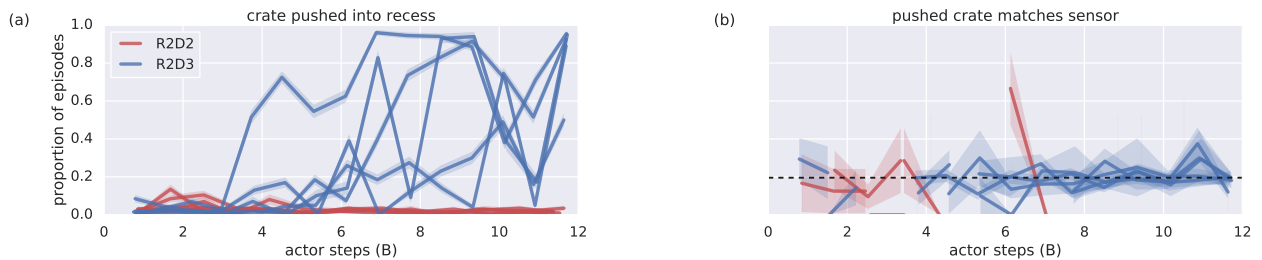 (a)
crate pushed into recess
proportion of episodes
1.0
0.8
0.6
0.4
0.2
0.0
R2D2
R2D3
0 2 4 6 8 10 12
actor steps (B)
(b)
pushed crate matches sensor
0 2 4 6 8 10 12
actor steps (B)